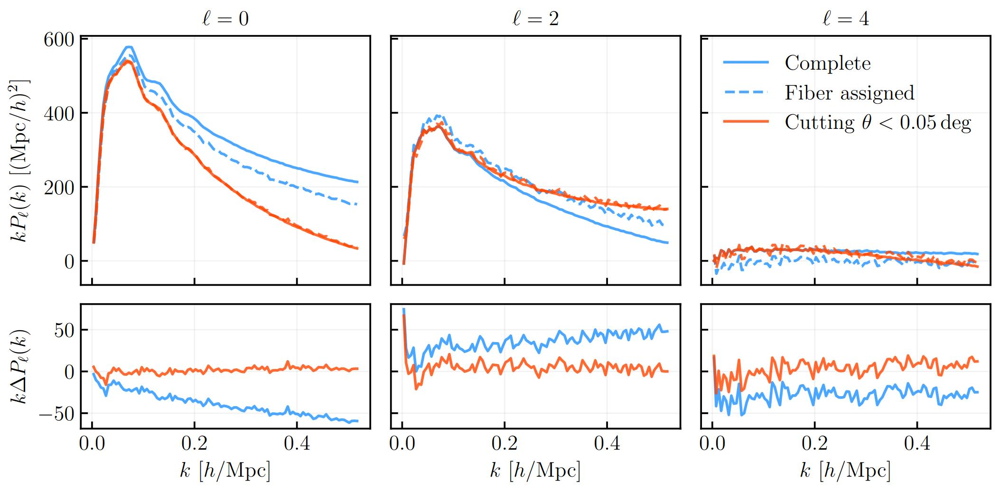 ℓ = 0
ℓ = 2
ℓ = 4
kPℓ(k) [(Mpc/h)²]
600
400
200
0
Complete
Fiber assigned
Cutting θ < 0.05 deg
kΔPℓ(k)
50
0
−50
0.0 0.2 0.4
0.0 0.2 0.4
0.0 0.2 0.4
k [h/Mpc]
k [h/Mpc]
k [h/Mpc]